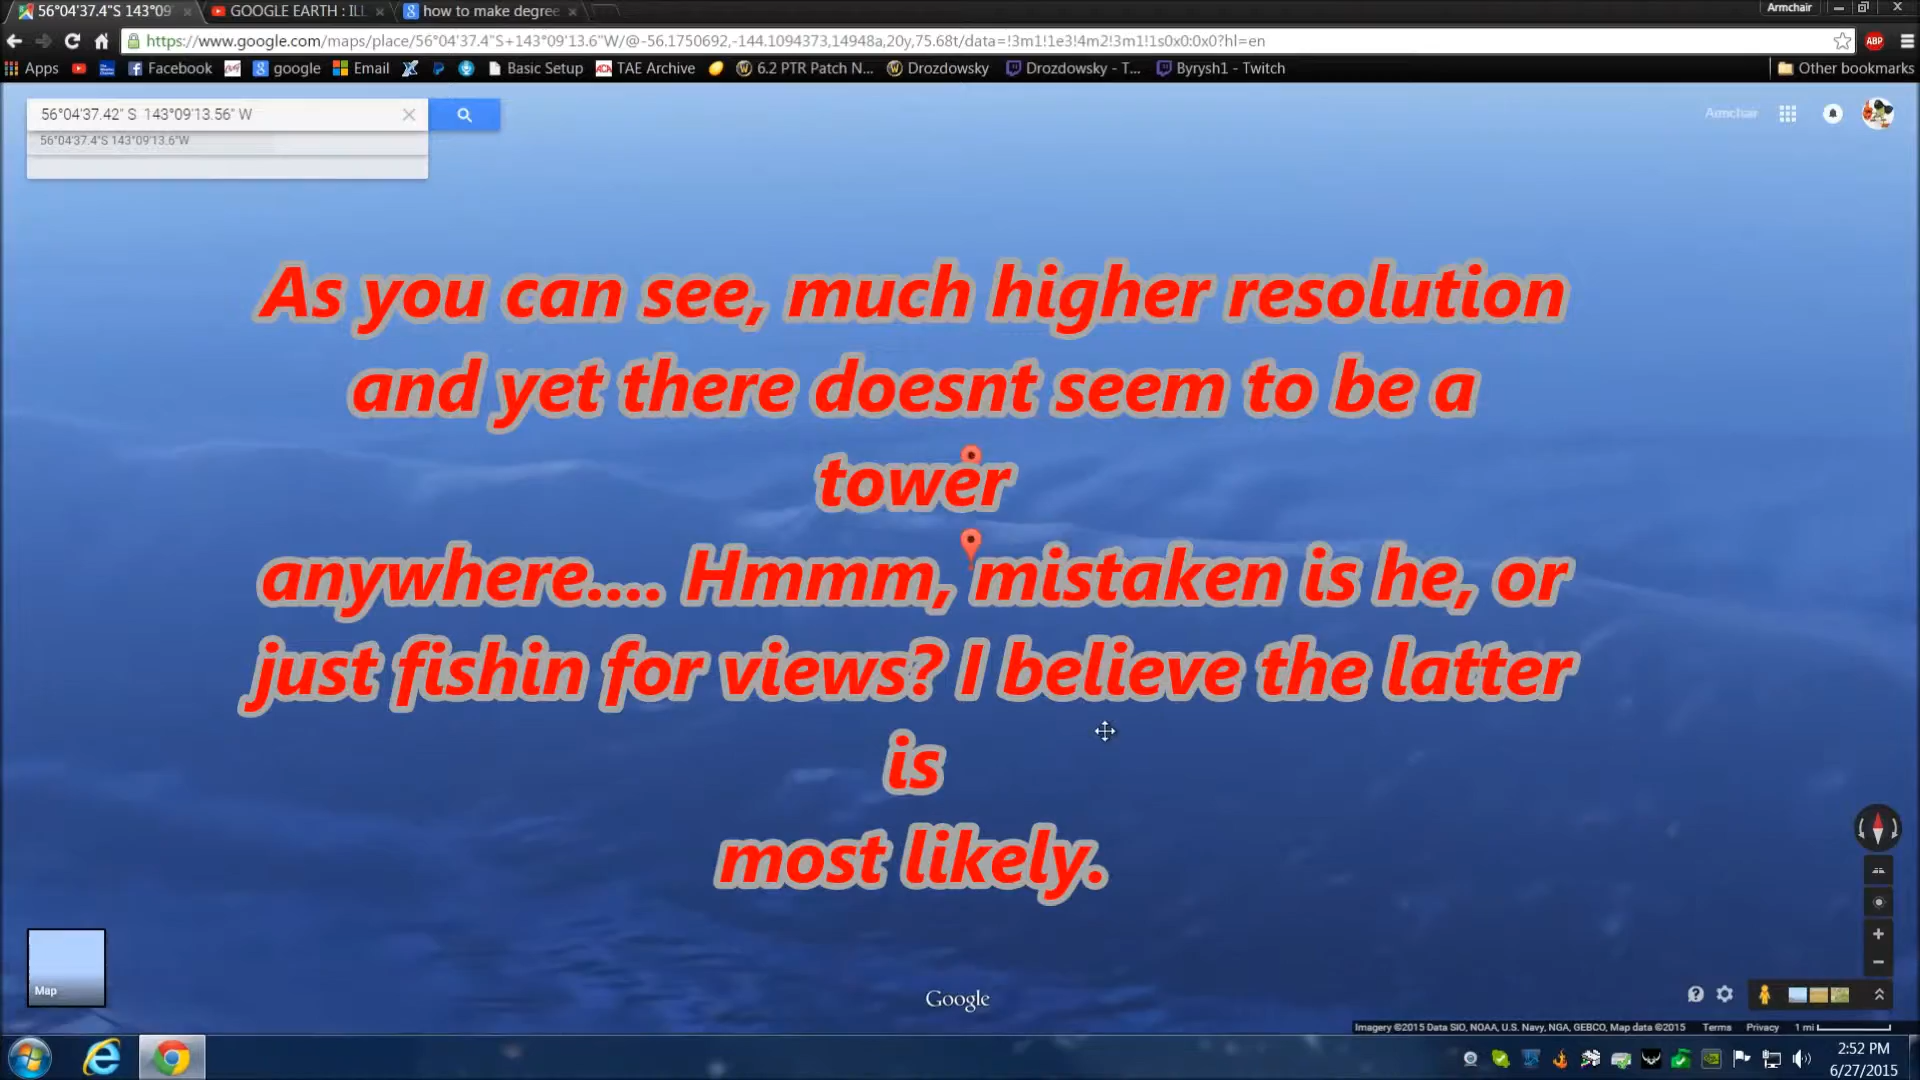 56°04'37.4"S 143°09
GOOGLE EARTH : ILL
how to make degree
Armchair
https://www.google.com/maps/place/56°04'37.4"S+143°09'13.6"W/@-56.1750692,-144.1094373,14948a,20y,75.68t/data=!3m1!1e3!4m2!3m1!1s0x0:0x0?hl=en
ABP
Apps
Facebook
google
Email
Basic Setup
TAE Archive
6.2 PTR Patch N...
Drozdowsky
Drozdowsky - T...
Byrysh1 - Twitch
Other bookmarks
56°04'37.42" S 143°09'13.56" W
56°04'37.4"S 143°09'13.6"W
Armchair
As you can see, much higher resolution
and yet there doesnt seem to be a
tower
anywhere.... Hmmm, mistaken is he, or
just fishin for views? I believe the latter
is
most likely.
Map
Google
Imagery ©2015 Data SIO, NOAA, U.S. Navy, NGA, GEBCO, Map data ©2015 Terms Privacy 1 mi
2:52 PM
6/27/2015